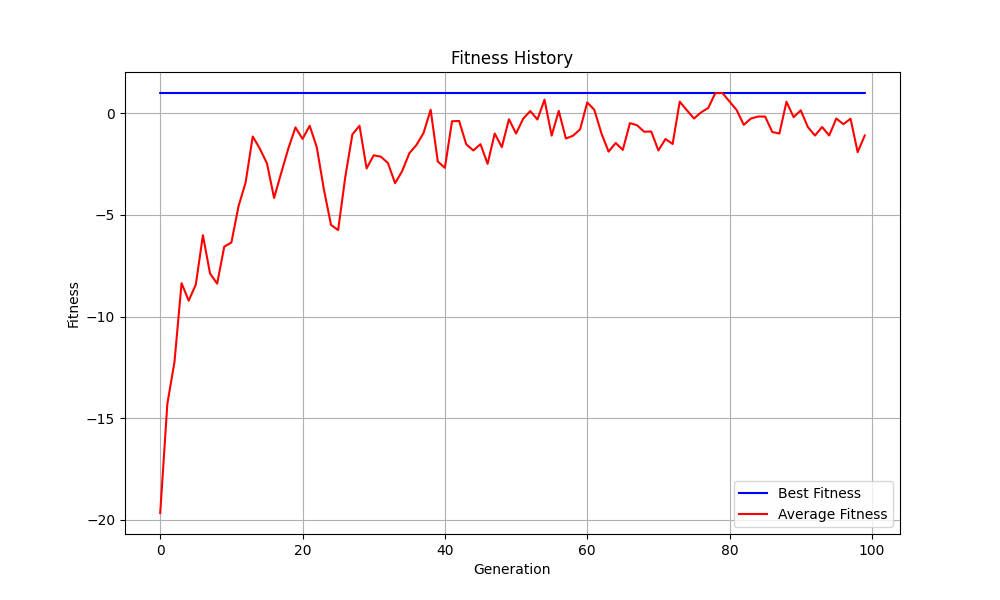 Fitness History
Fitness
0
−5
−10
−15
−20
0 20 40 60 80 100
Generation
Best Fitness
Average Fitness